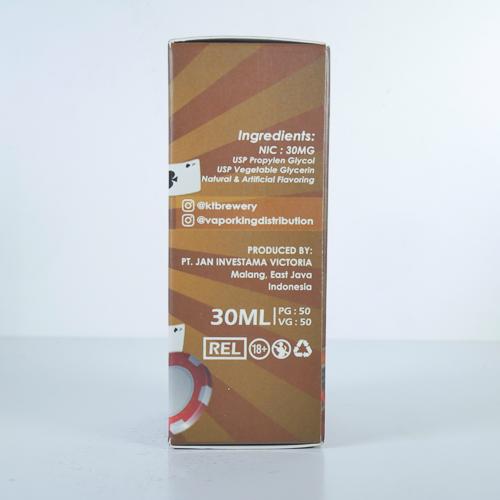 Ingredients:
NIC : 30MG
USP Propylen Glycol
USP Vegetable Glycerin
Natural & Artificial Flavoring
@ktbrewery
@vaporkingdistribution
PRODUCED BY:
PT. JAN INVESTAMA VICTORIA
Malang, East Java
Indonesia
30ML PG : 50
VG : 50
REL 18+